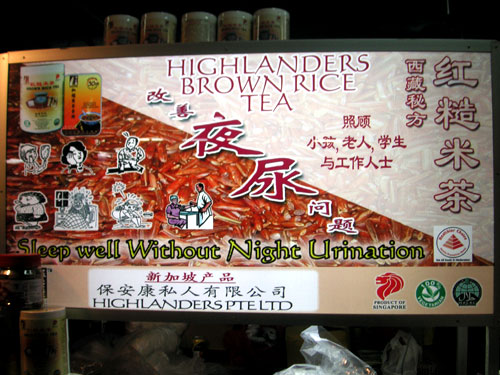 HIGHLANDERS
BROWN RICE
TEA
西藏秘方
红糙米茶
改善
夜尿
问题
照顾
小孩, 老人, 学生
与工作人士
Sleep well Without Night Urination
新加坡产品
保安康私人有限公司
HIGHLANDERS PTE LTD
PRODUCT OF
SINGAPORE
100%